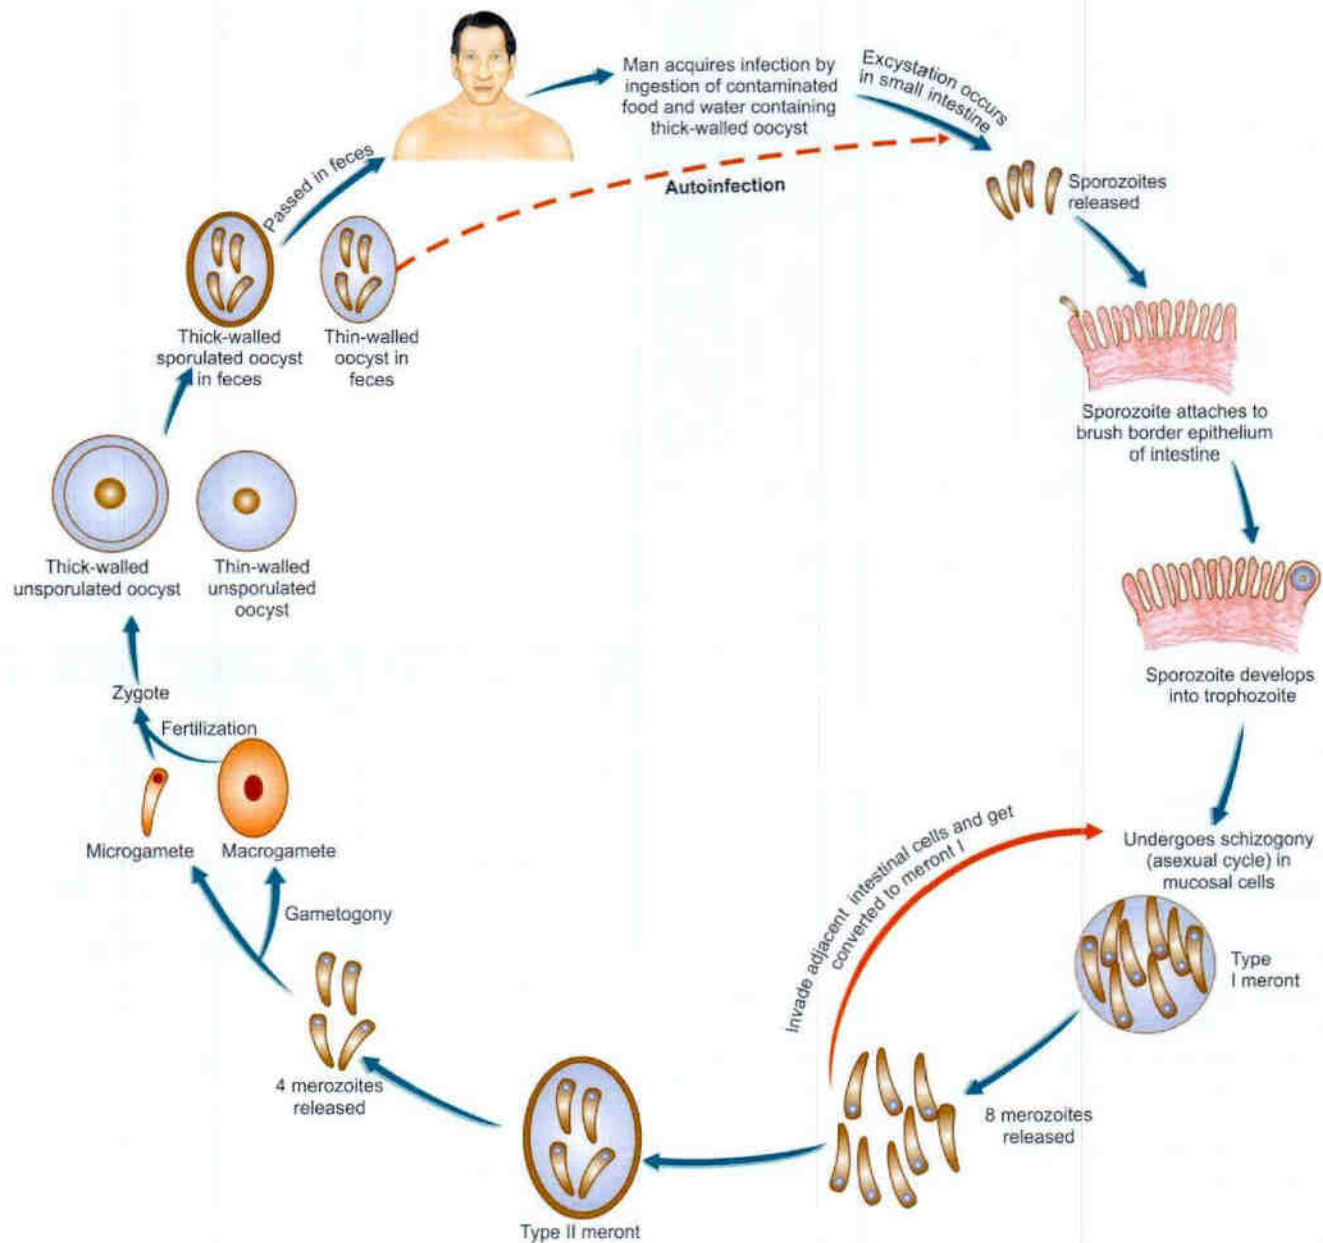 Man acquires infection by
ingestion of contaminated
food and water containing
thick-walled oocyst
Excystation occurs
in small intestine
Passed in feces
Autoinfection
Sporozoites
released
Thick-walled
sporulated oocyst
in feces
Thin-walled
oocyst in
feces
Sporozoite attaches to
brush border epithelium
of intestine
Thick-walled
unsporulated oocyst
Thin-walled
unsporulated
oocyst
Sporozoite develops
into trophozoite
Zygote
Fertilization
Microgamete
Macrogamete
Invade adjacent intestinal cells and get
converted to meront I
Undergoes schizogony
(asexual cycle) in
mucosal cells
Gametogony
Type
I meront
4 merozoites
released
8 merozoites
released
Type II meront